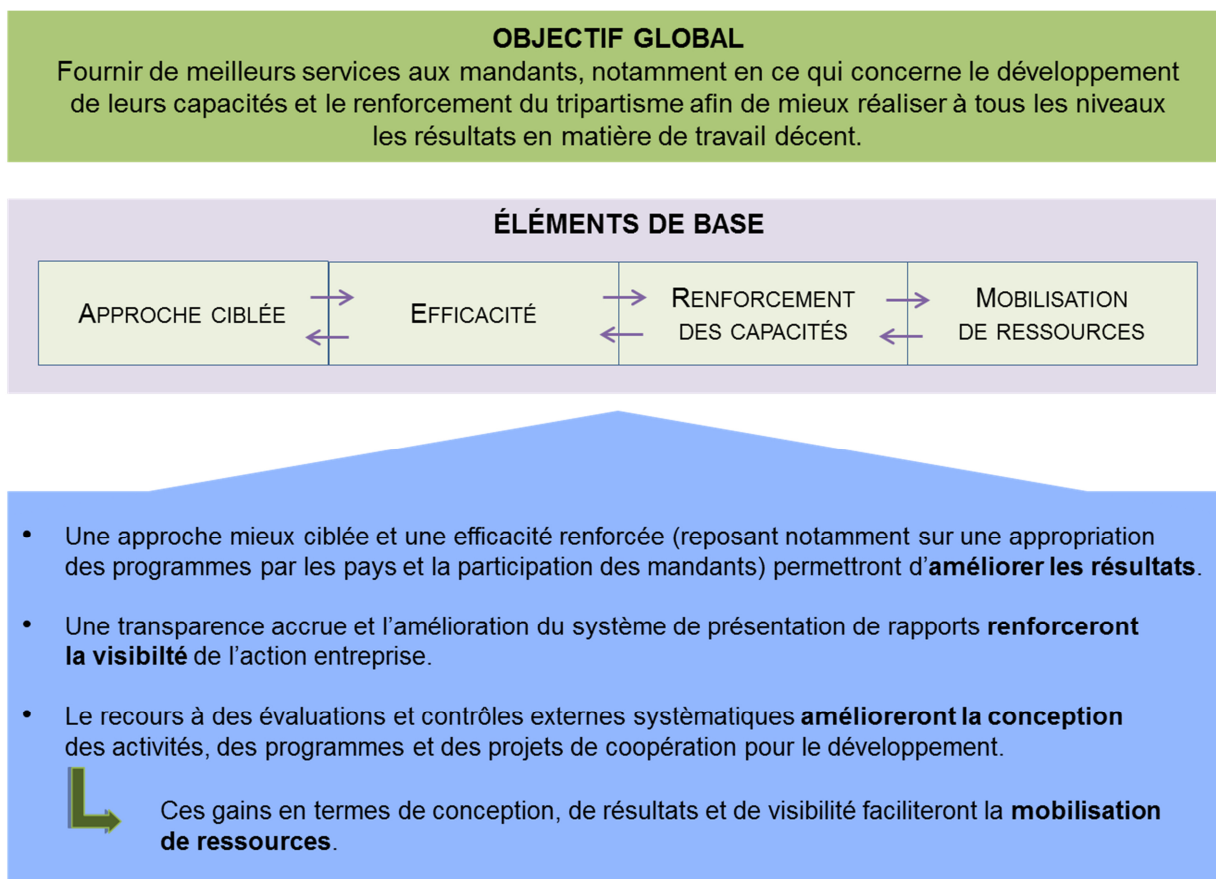 OBJECTIF GLOBAL
Fournir de meilleurs services aux mandants, notamment en ce qui concerne le développement
de leurs capacités et le renforcement du tripartisme afin de mieux réaliser à tous les niveaux
les résultats en matière de travail décent.
ÉLÉMENTS DE BASE
APPROCHE CIBLÉE
EFFICACITÉ
RENFORCEMENT
DES CAPACITÉS
MOBILISATION
DE RESSOURCES
• Une approche mieux ciblée et une efficacité renforcée (reposant notamment sur une appropriation
des programmes par les pays et la participation des mandants) permettront d’améliorer les résultats.
• Une transparence accrue et l’amélioration du système de présentation de rapports renforceront
la visibilté de l’action entreprise.
• Le recours à des évaluations et contrôles externes systèmatiques amélioreront la conception
des activités, des programmes et des projets de coopération pour le développement.
Ces gains en termes de conception, de résultats et de visibilité faciliteront la mobilisation
de ressources.